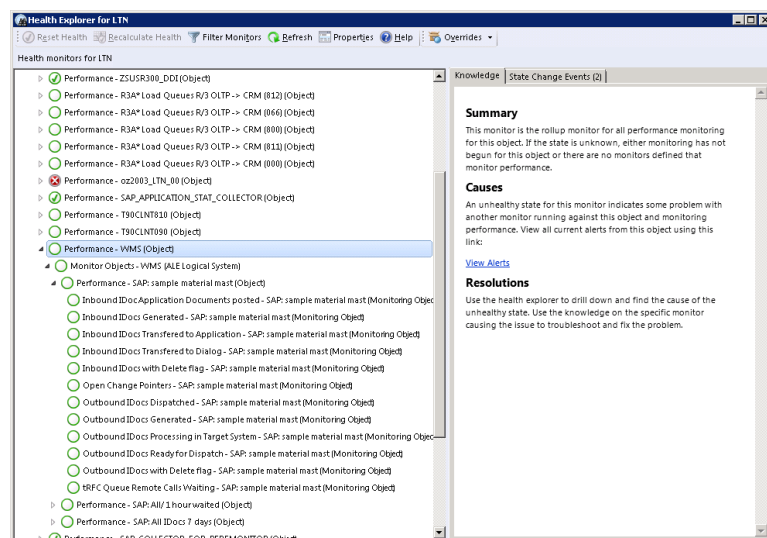 Health Explorer for LTN
Reset Health Recalculate Health Filter Monitors Refresh Properties Help Overrides
Health monitors for LTN
Performance - ZSUSR300_DDI (Object)
Performance - R3A* Load Queues R/3 OLTP -> CRM (812) (Object)
Performance - R3A* Load Queues R/3 OLTP -> CRM (066) (Object)
Performance - R3A* Load Queues R/3 OLTP -> CRM (800) (Object)
Performance - R3A* Load Queues R/3 OLTP -> CRM (811) (Object)
Performance - R3A* Load Queues R/3 OLTP -> CRM (000) (Object)
Performance - oz2003_LTN_00 (Object)
Performance - SAP_APPLICATION_STAT_COLLECTOR (Object)
Performance - T90CLNT810 (Object)
Performance - T90CLNT090 (Object)
Performance - WMS (Object)
Monitor Objects - WMS (ALE Logical System)
Performance - SAP: sample material mast (Object)
Inbound IDoc Application Documents posted - SAP: sample material mast (Monitoring Objec
Inbound IDocs Generated - SAP: sample material mast (Monitoring Object)
Inbound IDocs Transfered to Application - SAP: sample material mast (Monitoring Object)
Inbound IDocs Transfered to Dialog - SAP: sample material mast (Monitoring Object)
Inbound IDocs with Delete flag - SAP: sample material mast (Monitoring Object)
Open Change Pointers - SAP: sample material mast (Monitoring Object)
Outbound IDocs Dispatched - SAP: sample material mast (Monitoring Object)
Outbound IDocs Generated - SAP: sample material mast (Monitoring Object)
Outbound IDocs Processing in Target System - SAP: sample material mast (Monitoring Objec
Outbound IDocs Ready for Dispatch - SAP: sample material mast (Monitoring Object)
Outbound IDocs with Delete flag - SAP: sample material mast (Monitoring Object)
tRFC Queue Remote Calls Waiting - SAP: sample material mast (Monitoring Object)
Performance - SAP: All/ 1 hour waited (Object)
Performance - SAP: All IDocs 7 days (Object)
Performance - SAP_COLLECTOR_FOR_PERFMONITOR (Object)
Knowledge State Change Events (2)
Summary
This monitor is the rollup monitor for all performance monitoring
for this object. If the state is unknown, either monitoring has not
begun for this object or there are no monitors defined that
monitor performance.
Causes
An unhealthy state for this monitor indicates some problem with
another monitor running against this object and monitoring
performance. View all current alerts from this object using this
link:
View Alerts
Resolutions
Use the health explorer to drill down and find the cause of the
unhealthy state. Use the knowledge on the specific monitor
causing the issue to troubleshoot and fix the problem.